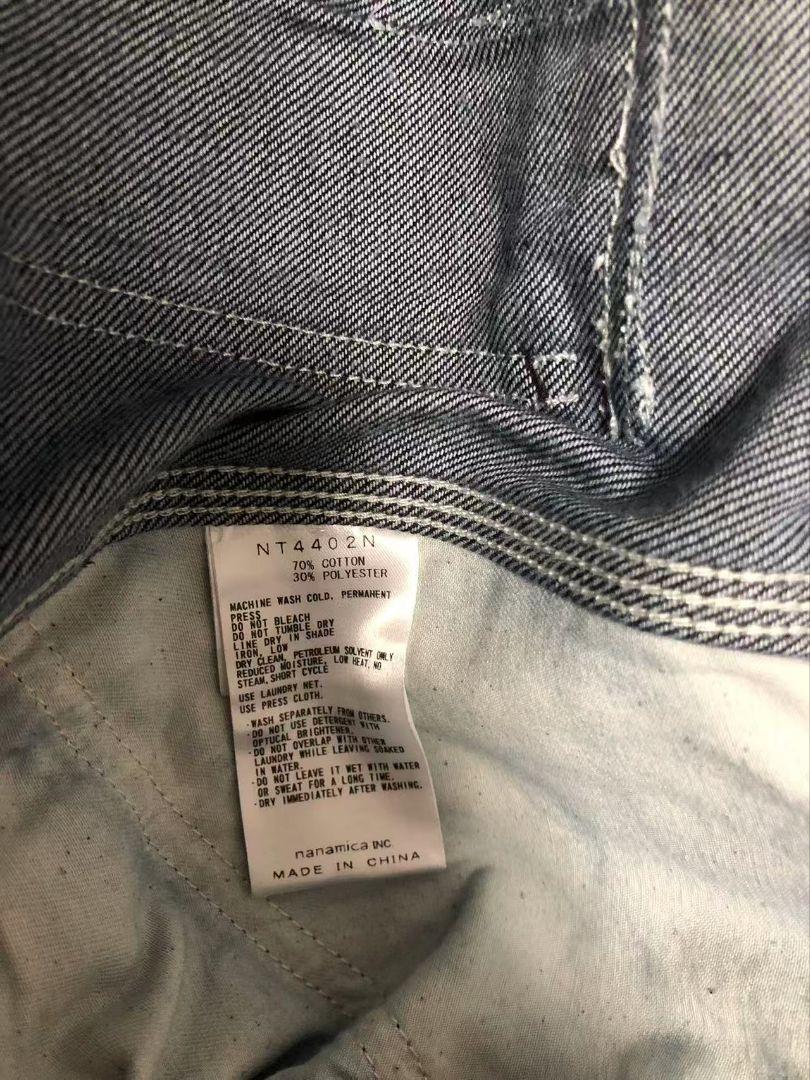 NT4402N
70% COTTON
30% POLYESTER
MACHINE WASH COLD. PERMAHENT
PRESS
DO NOT BLEACH
DO NOT TUMBLE DRY
LINE DRY IN SHADE
IRON, LOW
DRY CLEAN, PETROLEUM SOLVENT ONLY
REDUCED MOISTURE, LOW HEAT, NO
STEAM, SHORT CYCLE
USE LAUNDRY NET.
USE PRESS CLOTH.
·WASH SEPARATELY FROM OTHERS.
·DO NOT USE DETERGENT WITH
OPTUCAL BRIGHTENER.
·DO NOT OVERLAP WITH OTHER
LAUNDRY WHILE LEAVING SOAKED
IN WATER.
·DO NOT LEAVE IT WET WITH WATER
OR SWEAT FOR A LONG TIME.
·DRY IMMEDIATELY AFTER WASHING.
nanamica INC.
MADE IN CHINA